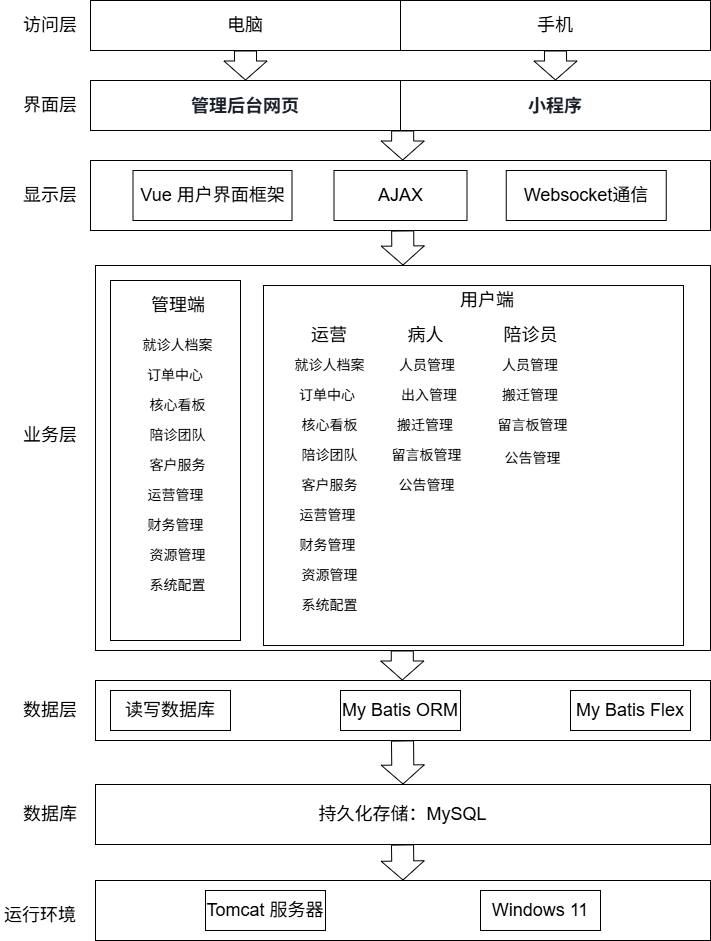 访问层
电脑
手机
界面层
管理后台网页
小程序
显示层
Vue 用户界面框架
AJAX
Websocket通信
业务层
管理端
就诊人档案
订单中心
核心看板
陪诊团队
客户服务
运营管理
财务管理
资源管理
系统配置
用户端
运营
就诊人档案
订单中心
核心看板
陪诊团队
客户服务
运营管理
财务管理
资源管理
系统配置
病人
人员管理
出入管理
搬迁管理
留言板管理
公告管理
陪诊员
人员管理
搬迁管理
留言板管理
公告管理
数据层
读写数据库
My Batis ORM
My Batis Flex
数据库
持久化存储：MySQL
运行环境
Tomcat 服务器
Windows 11